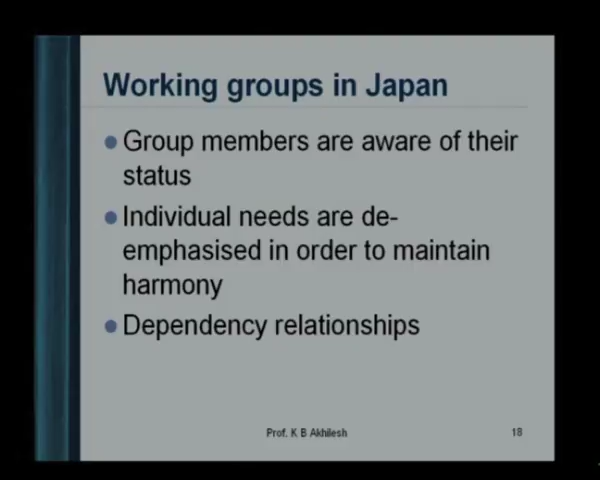 Working groups in Japan
Group members are aware of their
status
Individual needs are de-
emphasised in order to maintain
harmony
Dependency relationships
Prof. K B Akhilesh
18